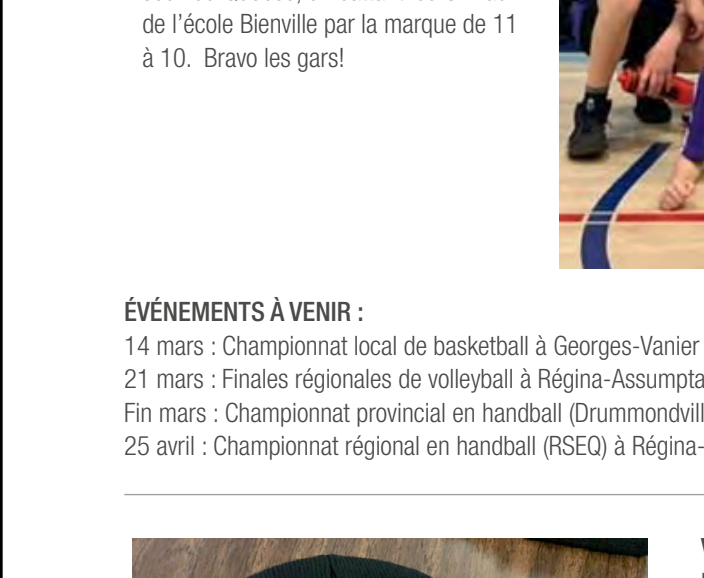 de l’école Bienville par la marque de 11
à 10. Bravo les gars!
ÉVÉNEMENTS À VENIR :
14 mars : Championnat local de basketball à Georges-Vanier
21 mars : Finales régionales de volleyball à Régina-Assumpta
Fin mars : Championnat provincial en handball (Drummondvil
25 avril : Championnat régional en handball (RSEQ) à Régina-